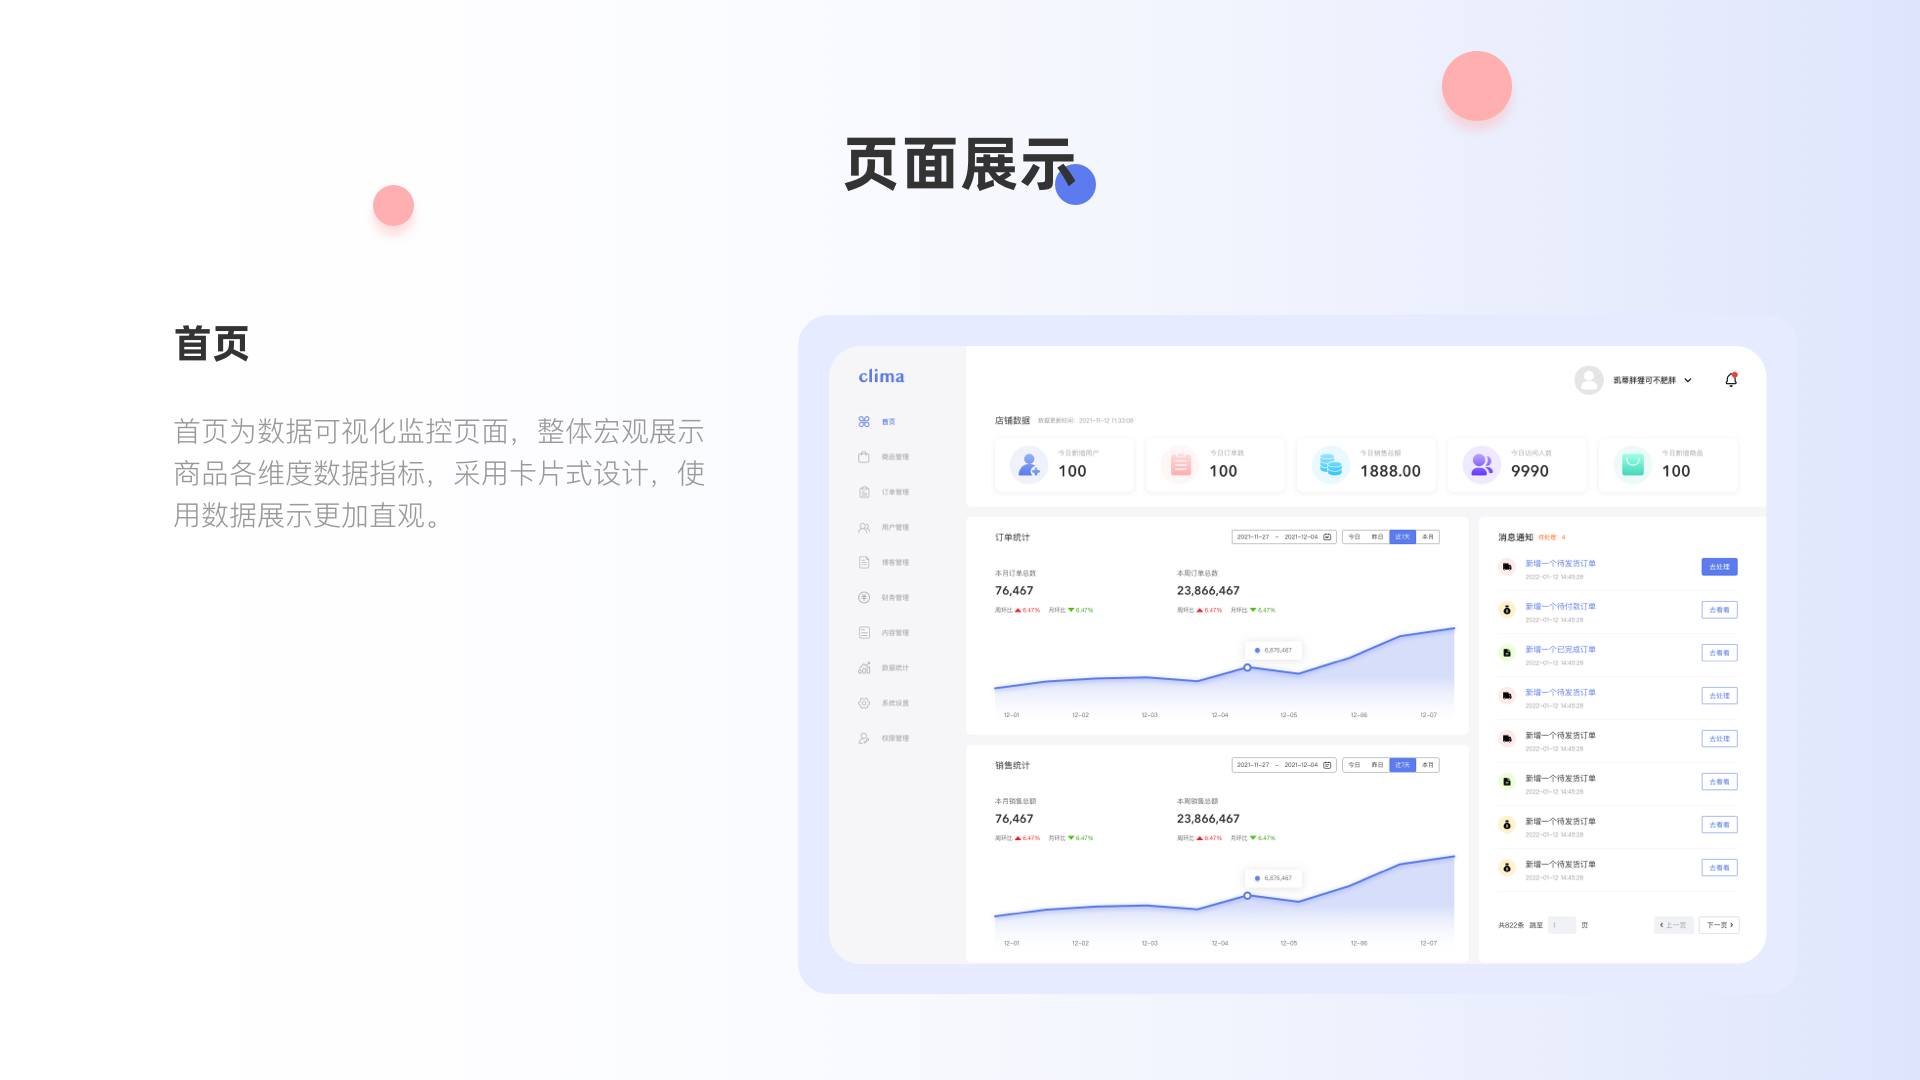 页面展示
首页
首页为数据可视化监控页面，整体宏观展示
商品各维度数据指标，采用卡片式设计，使
用数据展示更加直观。
clima
首页
商品管理
订单管理
用户管理
博客管理
财务管理
内容管理
数据统计
系统设置
权限管理
凯蒂胖狸可不肥胖
店铺数据 数据更新时间：2021-11-12 11:33:08
今日新增用户
100
今日订单数
100
今日销售总额
1888.00
今日访问人数
9990
今日新增商品
100
订单统计
2021-11-27 - 2021-12-04
今日 昨日 近7天 本月
本月订单总数
76,467
周环比 6.47% 月环比 6.47%
本周订单总数
23,866,467
周环比 6.47% 月环比 6.47%
6,876,467
12-01 12-02 12-03 12-04 12-05 12-06 12-07
销售统计
2021-11-27 - 2021-12-04
今日 昨日 近7天 本月
本月销售总额
76,467
周环比 6.47% 月环比 6.47%
本周销售总额
23,866,467
周环比 6.47% 月环比 6.47%
6,876,467
12-01 12-02 12-03 12-04 12-05 12-06 12-07
消息通知 待处理：4
新增一个待发货订单
2022-01-12 14:45:28
去处理
新增一个待付款订单
2022-01-12 14:45:28
去看看
新增一个已完成订单
2022-01-12 14:45:28
去看看
新增一个待发货订单
2022-01-12 14:45:28
去处理
新增一个待发货订单
2022-01-12 14:45:28
去处理
新增一个待发货订单
2022-01-12 14:45:28
去看看
新增一个待发货订单
2022-01-12 14:45:28
去看看
新增一个待发货订单
2022-01-12 14:45:28
去看看
共822条 跳至 1 页
上一页 下一页